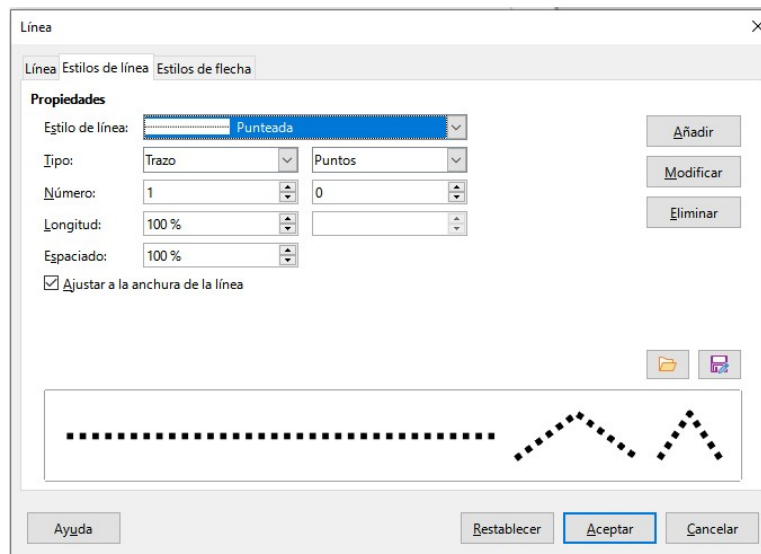 Línea
Línea Estilos de línea Estilos de flecha
Propiedades
Estilo de línea: Punteada
Añadir
Tipo: Trazo Puntos
Modificar
Número: 1 0
Eliminar
Longitud: 100 %
Espaciado: 100 %
Ajustar a la anchura de la línea
Ayuda Restablecer Aceptar Cancelar